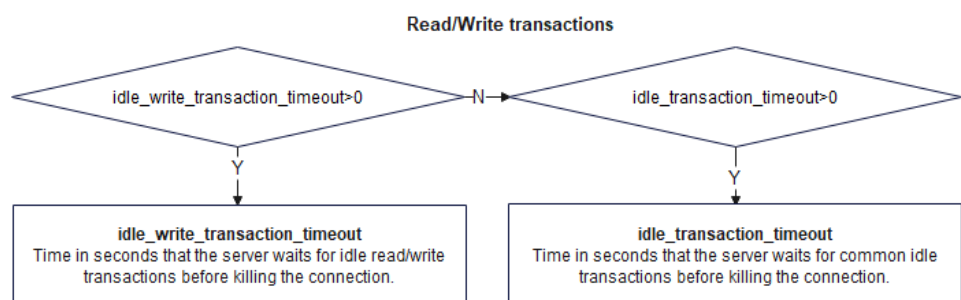 Read/Write transactions
idle_write_transaction_timeout>0
N
idle_transaction_timeout>0
Y
Y
idle_write_transaction_timeout
Time in seconds that the server waits for idle read/write
transactions before killing the connection.
idle_transaction_timeout
Time in seconds that the server waits for common idle
transactions before killing the connection.